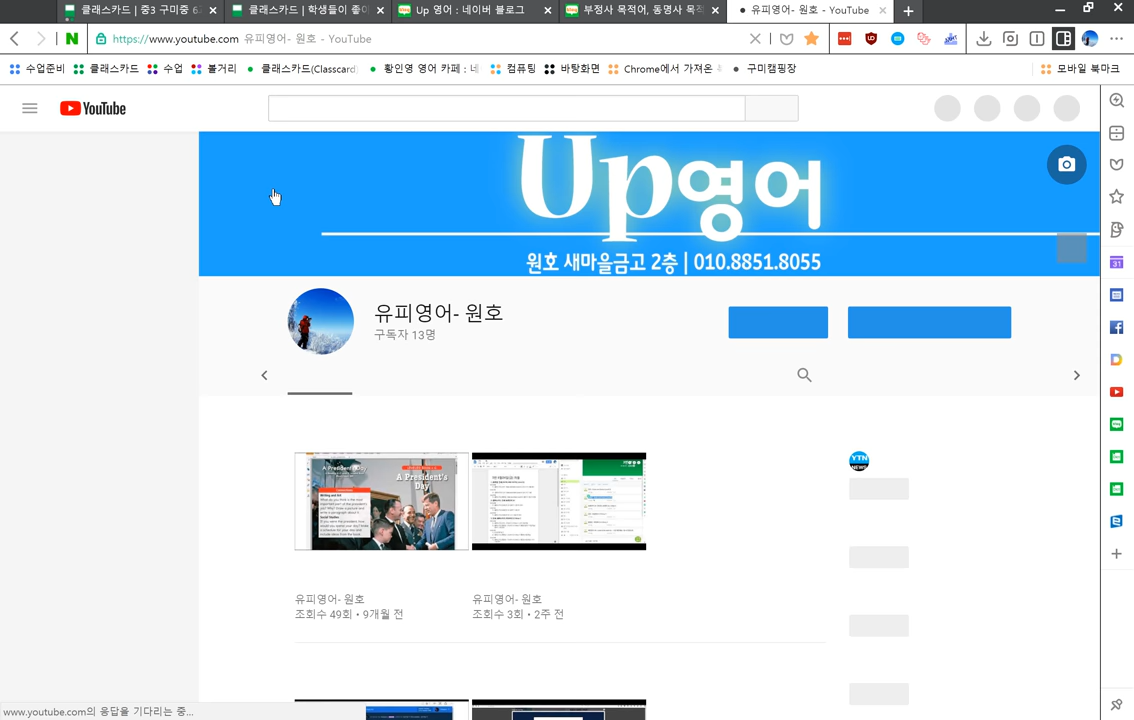 클래스카드 | 중3 구미중 6
클래스카드 | 학생들이 좋
Up 영어 : 네이버 블로그
부정사 목적어, 동명사 목적
유피영어- 원호 - YouTube
https://www.youtube.com 유피영어- 원호 - YouTube
수업준비
클래스카드
수업
볼거리
클래스카드(Classcard
황인영 영어 카페 : 네
컴퓨팅
바탕화면
Chrome에서 가져온
구미캠핑장
모바일 북마크
YouTube
Up영어
원호 새마을금고 2층 | 010.8851.8055
유피영어- 원호
구독자 13명
A President's Day
A President's
Day
YTN
NEWS
유피영어- 원호
조회수 49회 • 9개월 전
유피영어- 원호
조회수 3회 • 2주 전
www.youtube.com의 응답을 기다리는 중...